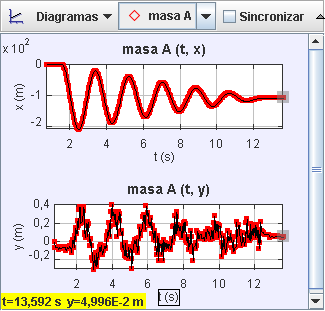 Diagramas masa A Sincronizar
masa A (t, x)
x 10²
0
-1
-2
x (m)
2 4 6 8 10 12
t (s)
masa A (t, y)
0,4
0,2
0
-0,2
y (m)
2 4 6 8 10 12
t (s)
t=13,592 s y=4,996E-2 m